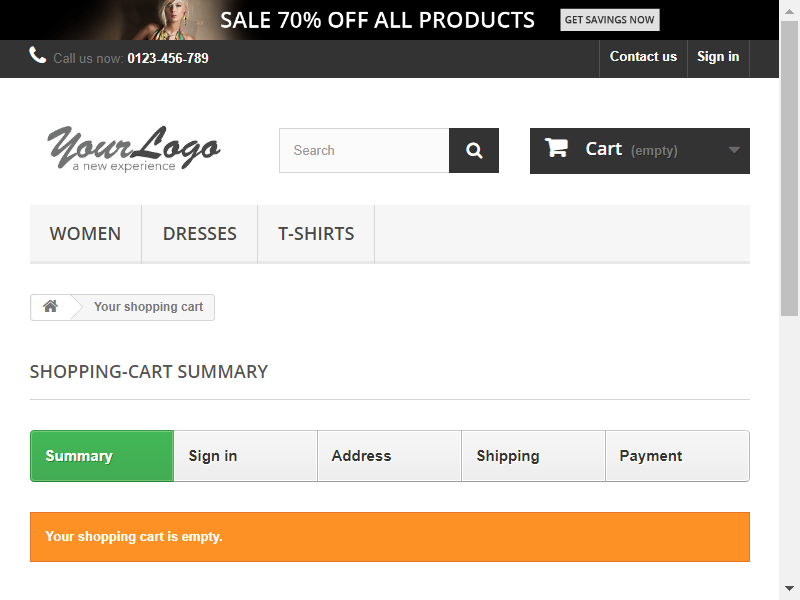 SALE 70% OFF ALL PRODUCTS GET SAVINGS NOW
Call us now: 0123-456-789 Contact us Sign in
YourLogo
a new experience
Search
Cart (empty)
WOMEN DRESSES T-SHIRTS
Your shopping cart
SHOPPING-CART SUMMARY
Summary Sign in Address Shipping Payment
Your shopping cart is empty.